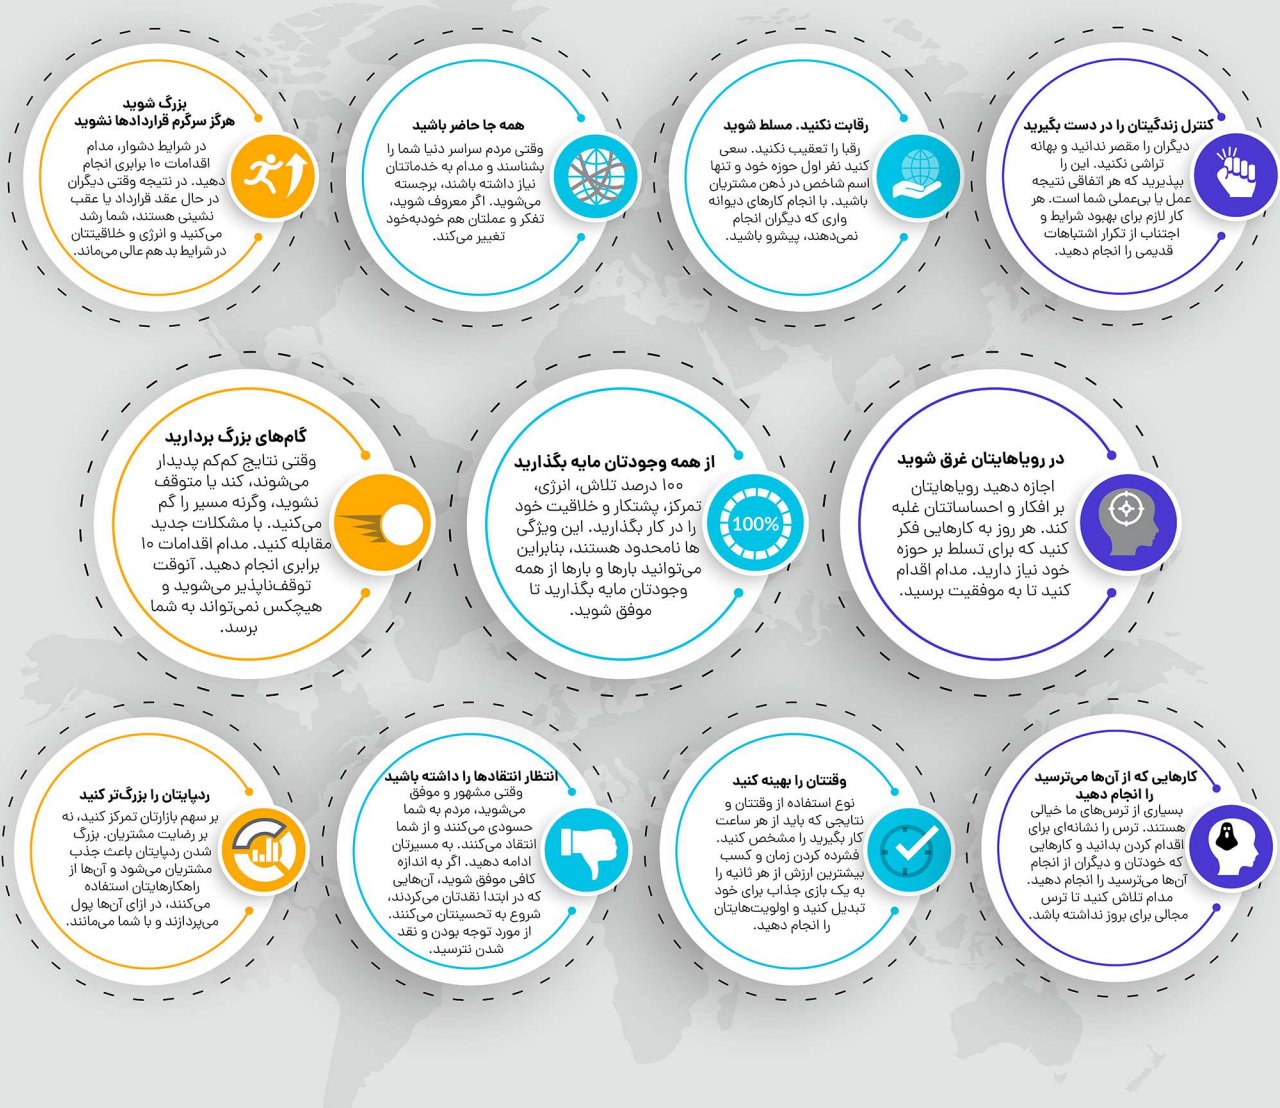 کنترل زندگیتان را در دست بگیرید
دیگران را مقصر ندانید و بهانه
تراشی نکنید. این را
بپذیرید که هر اتفاقی نتیجه
عمل یا بی‌عملی شما است. هر
کار لازم برای بهبود شرایط و
اجتناب از تکرار اشتباهات
قدیمی را انجام دهید.
رقابت نکنید. مسلط شوید
رقبا را تعقیب نکنید. سعی
کنید نفر اول حوزه خود و تنها
اسم شاخص در ذهن مشتریان
باشید. با انجام کارهای دیوانه
واری که دیگران انجام
نمی‌دهند، پیشرو باشید.
همه جا حاضر باشید
وقتی مردم سراسر دنیا شما را
بشناسند و مدام به خدماتتان
نیاز داشته باشند، برجسته
می‌شوید. اگر معروف شوید،
تفکر و عملتان هم خودبه‌خود
تغییر می‌کند.
بزرگ شوید
هرگز سرگرم قراردادها نشوید
در شرایط دشوار، مدام
اقدامات ۱۰ برابری انجام
دهید. در نتیجه وقتی دیگران
در حال عقد قرارداد یا عقب
نشینی هستند، شما رشد
می‌کنید و انرژی و خلاقیتتان
در شرایط بد هم عالی می‌ماند.
در رویاهایتان غرق شوید
اجازه دهید رویاهایتان
بر افکار و احساساتتان غلبه
کند. هر روز به کارهایی فکر
کنید که برای تسلط بر حوزه
خود نیاز دارید. مدام اقدام
کنید تا به موفقیت برسید.
از همه وجودتان مایه بگذارید
۱۰۰ درصد تلاش، انرژی،
تمرکز، پشتکار و خلاقیت خود
را در کار بگذارید. این ویژگی
ها نامحدود هستند، بنابراین
می‌توانید بارها و بارها از همه
وجودتان مایه بگذارید تا
موفق شوید.
100%
گام‌های بزرگ بردارید
وقتی نتایج کم‌کم پدیدار
می‌شوند، کند یا متوقف
نشوید، وگرنه مسیر را گم
می‌کنید. با مشکلات جدید
مقابله کنید. مدام اقدامات ۱۰
برابری انجام دهید. آنوقت
توقف‌ناپذیر می‌شوید و
هیچکس نمی‌تواند به شما
برسد.
کارهایی که از آن‌ها می‌ترسید
را انجام دهید
بسیاری از ترس‌های ما خیالی
هستند. ترس را نشانه‌ای برای
اقدام کردن بدانید و کارهایی
که خودتان و دیگران از انجام
آن‌ها می‌ترسید را انجام دهید.
مدام تلاش کنید تا ترس
مجالی برای بروز نداشته باشد.
وقتتان را بهینه کنید
نوع استفاده از وقتتان و
نتایجی که باید از هر ساعت
کار بگیرید را مشخص کنید.
فشرده کردن زمان و کسب
بیشترین ارزش از هر ثانیه را
به یک بازی جذاب برای خود
تبدیل کنید و اولویت‌هایتان
را انجام دهید.
انتظار انتقادها را داشته باشید
وقتی مشهور و موفق
می‌شوید، مردم به شما
حسودی می‌کنند و از شما
انتقاد می‌کنند. به مسیرتان
ادامه دهید. اگر به اندازه
کافی موفق شوید، آن‌هایی
که در ابتدا نقدتان می‌کردند،
شروع به تحسینتان می‌کنند.
از مورد توجه بودن و نقد
شدن نترسید.
ردپایتان را بزرگ‌تر کنید
بر سهم بازارتان تمرکز کنید، نه
بر رضایت مشتریان. بزرگ
شدن ردپایتان باعث جذب
مشتریان می‌شود و آن‌ها از
راهکارهایتان استفاده
می‌کنند، در ازای آن‌ها پول
می‌پردازند و با شما می‌مانند.